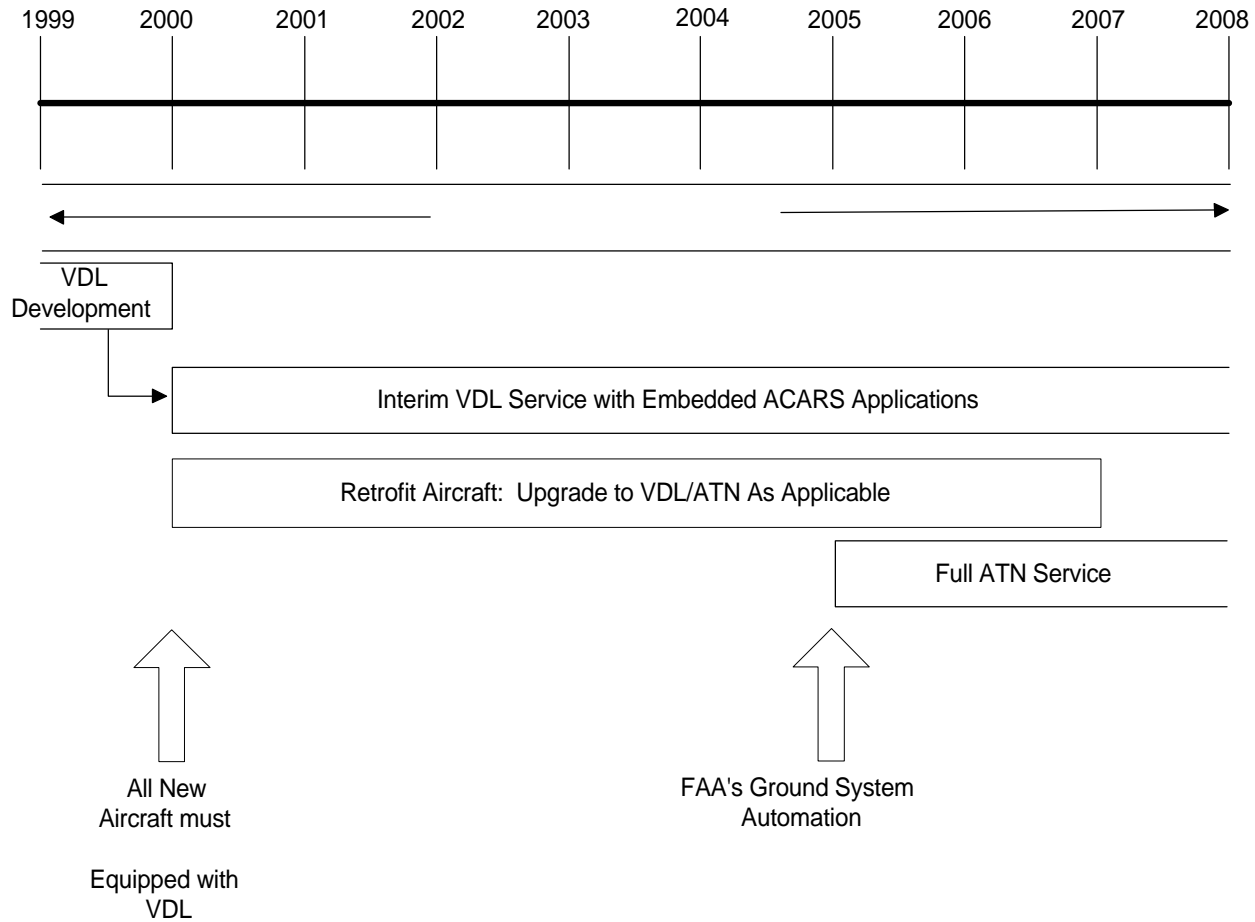 1999 2000 2001 2002 2003 2004 2005 2006 2007 2008
VDL
Development
Interim VDL Service with Embedded ACARS Applications
Retrofit Aircraft: Upgrade to VDL/ATN As Applicable
Full ATN Service
All New
Aircraft must
Equipped with
VDL
FAA's Ground System
Automation